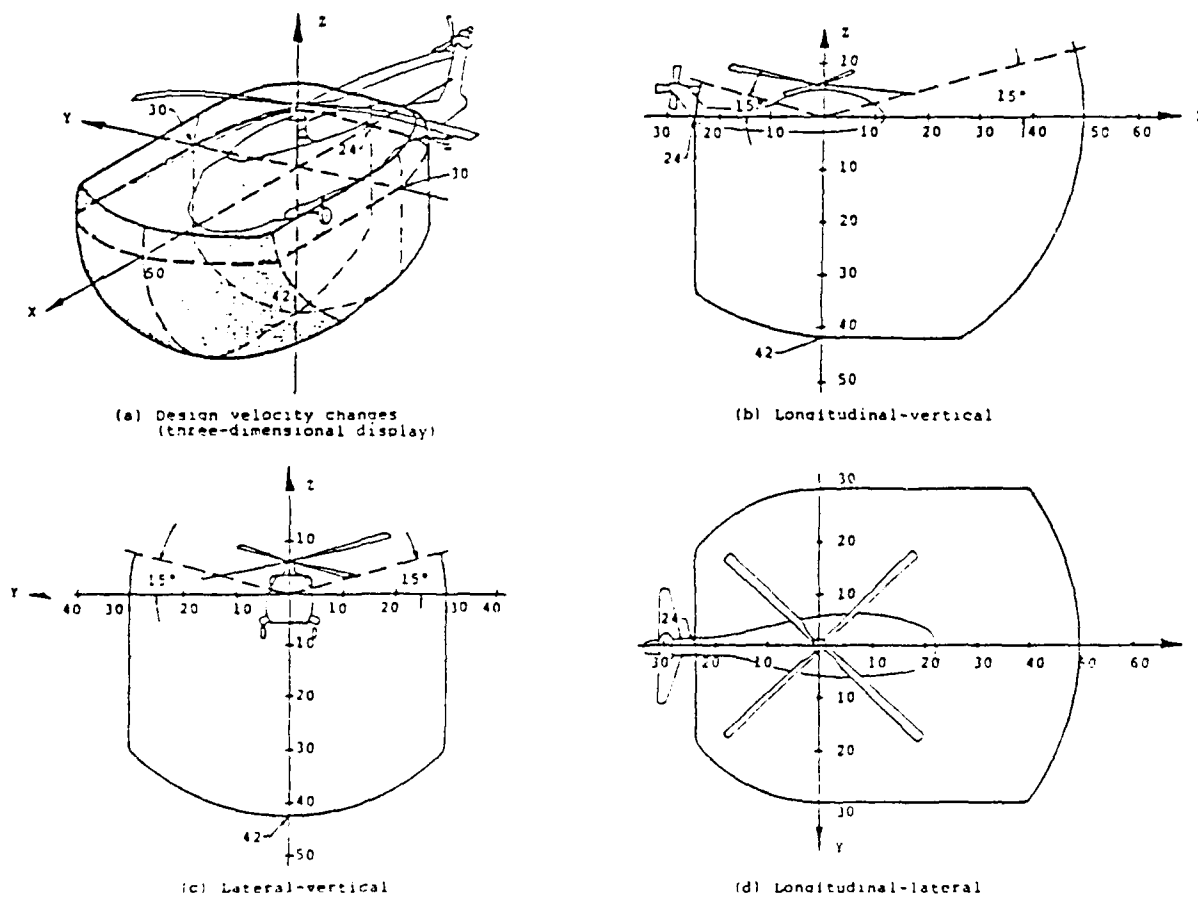 Z
Y
X
30
24
30
50
42
(a) Design velocity changes
(three-dimensional display)
Z
10
15°
15°
30 20 10 10 20 30 40 50 60
24
10
20
30
40
42
50
(b) Longitudinal-vertical
Z
10
15° 15°
Y
40 30 20 10 20 30 40
10
20
30
40
42
50
(c) Lateral-vertical
30
20
10
24
30 20 10 10 20 30 40 50 60
10
20
30
Y
(d) Longitudinal-lateral